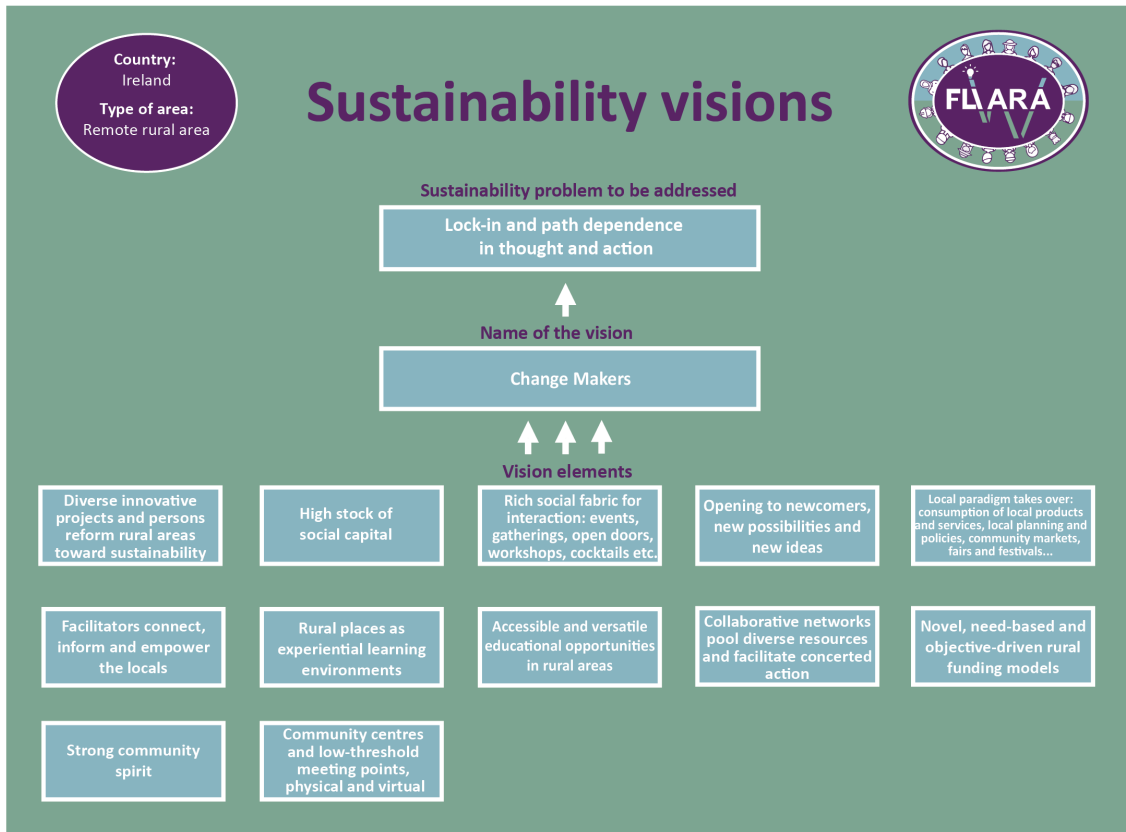 Country:
Ireland
Type of area:
Remote rural area
Sustainability visions
FLIARA
Sustainability problem to be addressed
Lock-in and path dependence
in thought and action
Name of the vision
Change Makers
Vision elements
Diverse innovative
projects and persons
reform rural areas
toward sustainability
High stock of
social capital
Rich social fabric for
interaction: events,
gatherings, open doors,
workshops, cocktails etc.
Opening to newcomers,
new possibilities and
new ideas
Local paradigm takes over:
consumption of local products
and services, local planning and
policies, community markets,
fairs and festivals...
Facilitators connect,
inform and empower
the locals
Rural places as
experiential learning
environments
Accessible and versatile
educational opportunities
in rural areas
Collaborative networks
pool diverse resources
and facilitate concerted
action
Novel, need-based and
objective-driven rural
funding models
Strong community
spirit
Community centres
and low-threshold
meeting points,
physical and virtual